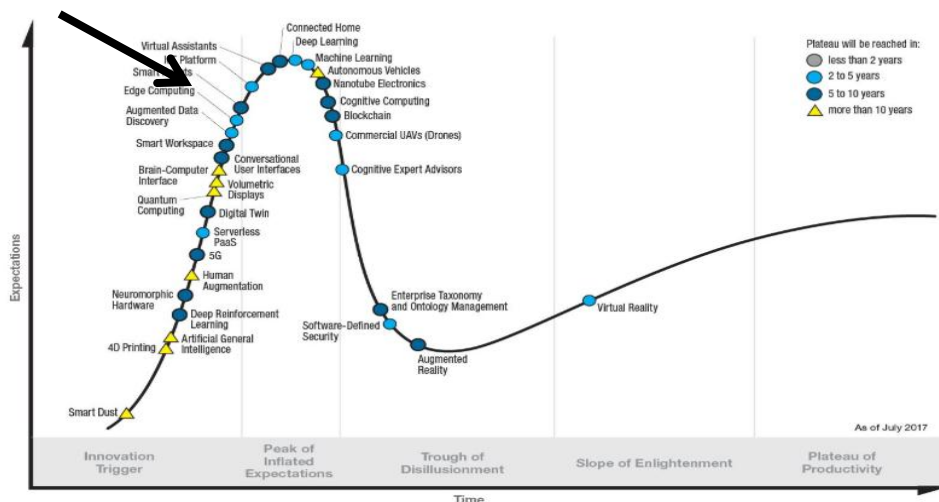 Connected Home
Deep Learning
Virtual Assistants
Machine Learning
Platform
Autonomous Vehicles
Nanotube Electronics
Edge Computing
Cognitive Computing
Augmented Data
Discovery
Blockchain
Commercial UAVs (Drones)
Smart Workspace
Conversational
User Interfaces
Cognitive Expert Advisors
Brain-Computer
Interface
Volumetric
Displays
Quantum
Computing
Digital Twin
Serverless
PaaS
5G
Human
Augmentation
Neuromorphic
Hardware
Deep Reinforcement
Learning
Artificial General
Intelligence
4D Printing
Smart Dust
Enterprise Taxonomy
and Ontology Management
Software-Defined
Security
Augmented
Reality
Virtual Reality
Plateau will be reached in:
less than 2 years
2 to 5 years
5 to 10 years
more than 10 years
As of July 2017
Expectations
Innovation
Trigger
Peak of
Inflated
Expectations
Trough of
Disillusionment
Slope of Enlightenment
Plateau of
Productivity
Time